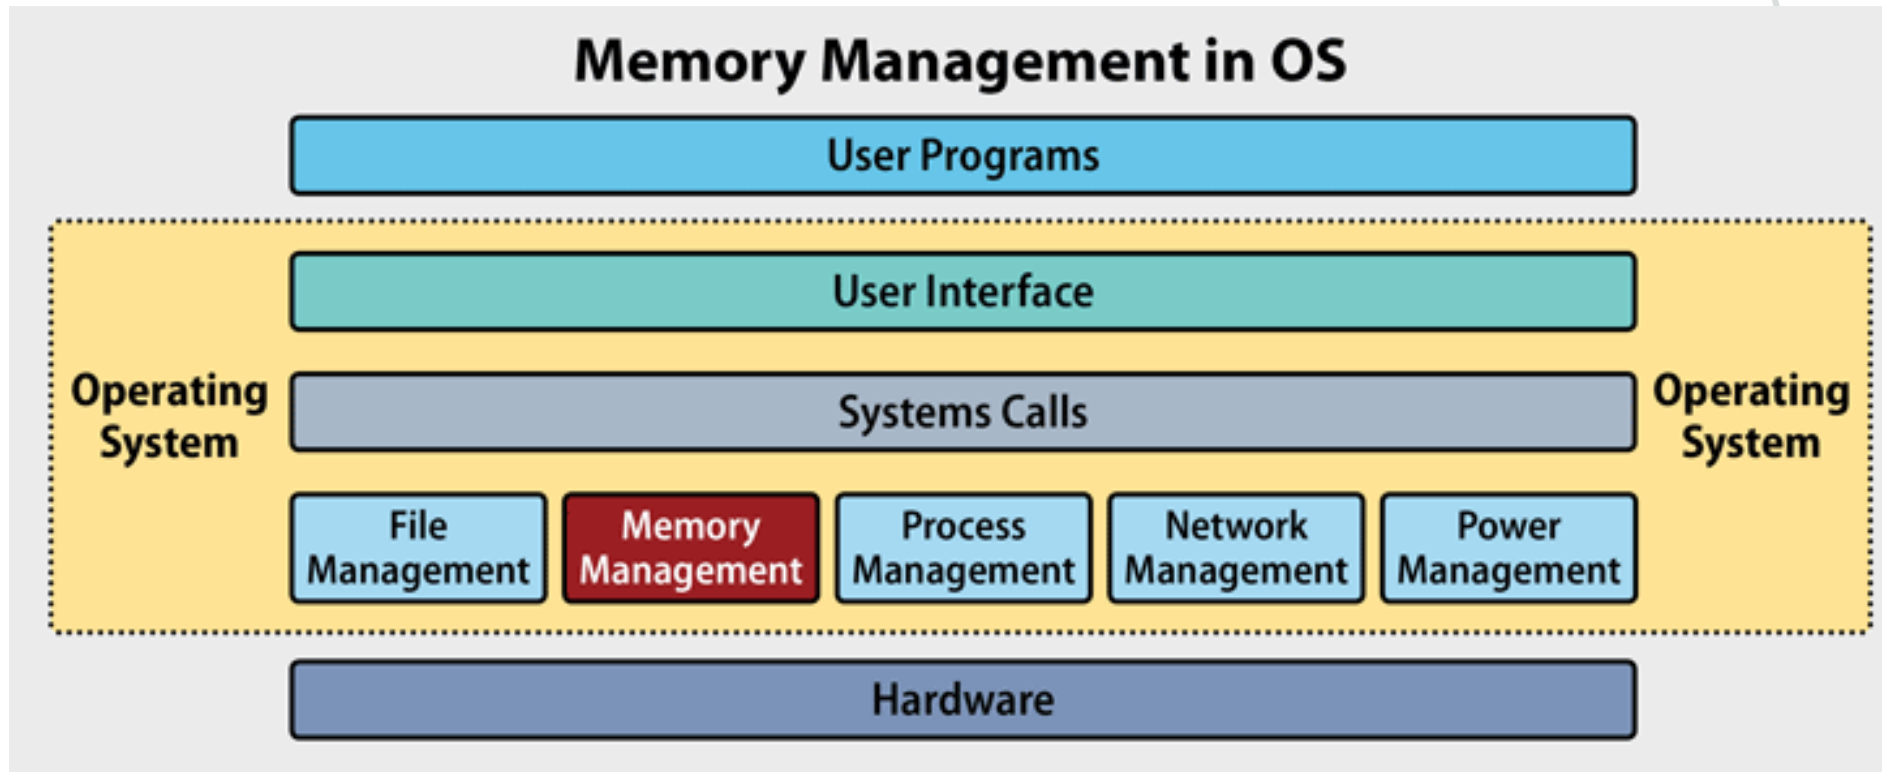 Memory Management in OS
User Programs
User Interface
Operating
System
Systems Calls
Operating
System
File
Management
Memory
Management
Process
Management
Network
Management
Power
Management
Hardware